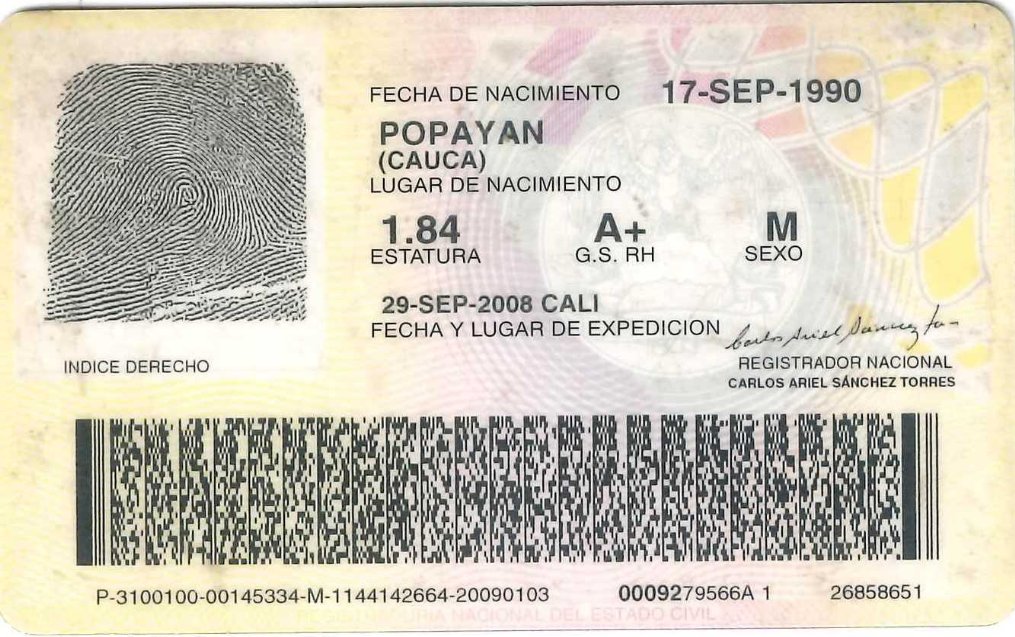 FECHA DE NACIMIENTO 17-SEP-1990
POPAYAN
(CAUCA)
LUGAR DE NACIMIENTO
1.84 A+ M
ESTATURA G.S. RH SEXO
29-SEP-2008 CALI
FECHA Y LUGAR DE EXPEDICION
Carlos Ariel Sánchez T
INDICE DERECHO
REGISTRADOR NACIONAL
CARLOS ARIEL SÁNCHEZ TORRES
P-3100100-00145334-M-1144142664-20090103 0009279566A 1 26858651
REGISTRADURIA NACIONAL DEL ESTADO CIVIL